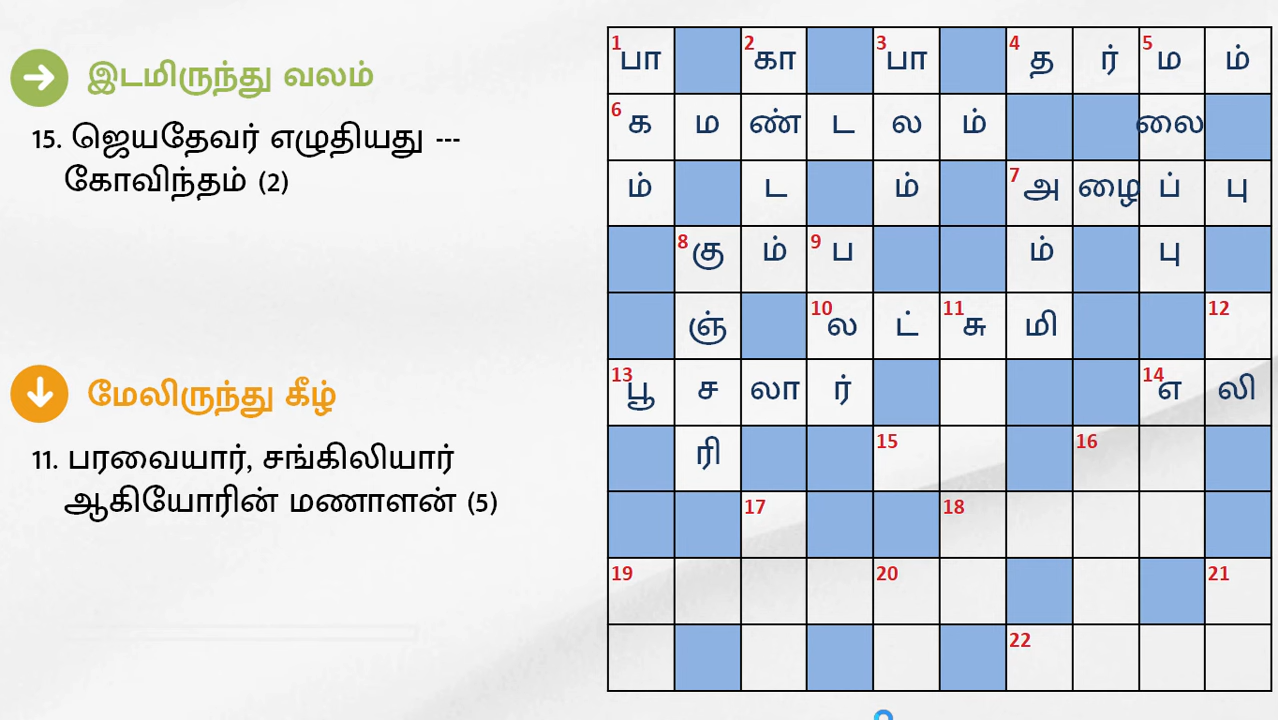 இடமிருந்து வலம்
15. ஜெயதேவர் எழுதியது ---
கோவிந்தம் (2)
மேலிருந்து கீழ்
11. பரவையார், சங்கிலியார்
ஆகியோரின் மணாளன் (5)
1 பா 2 கா 3 பா 4 த ர் 5 ம ம்
6 க ம ண் ட ல ம் லை
ம் ட ம் 7 அ ழை ப் பு
8 கு ம் 9 ப ம் பு
ஞ் 10 ல ட் 11 சு மி 12
13 பூ ச லா ர் 14 எ லி
ரி 15 16
17 18
19 20 21
22